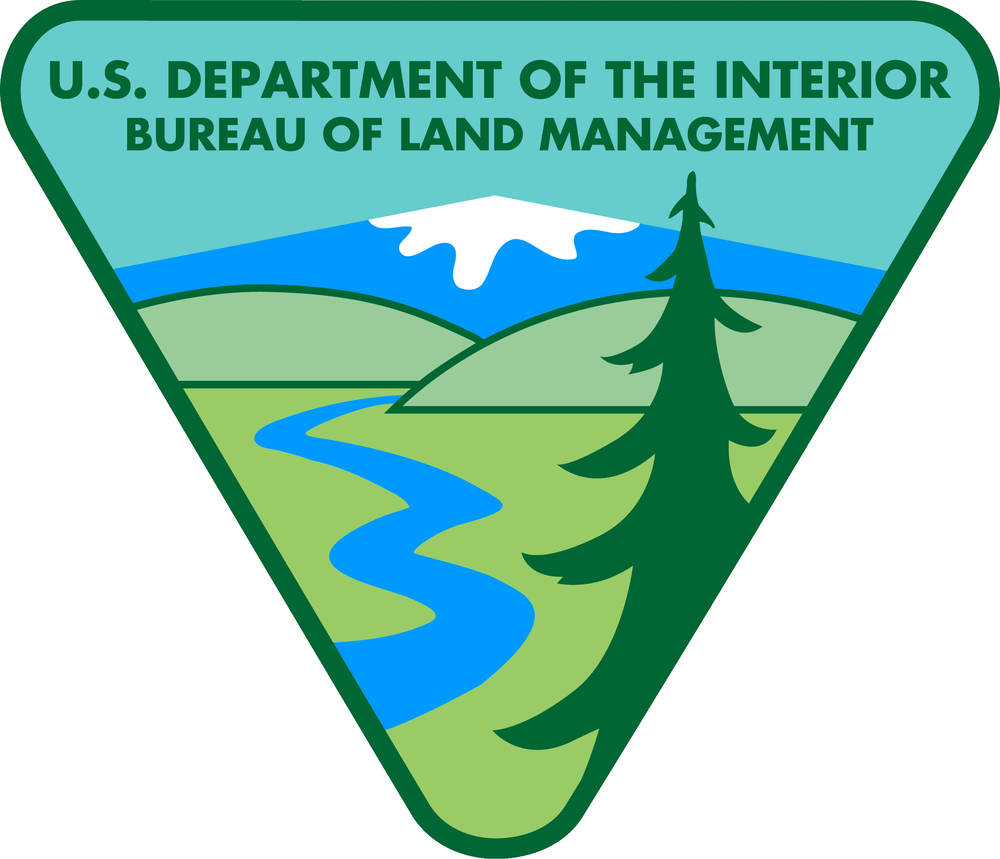 U.S. DEPARTMENT OF THE INTERIOR
BUREAU OF LAND MANAGEMENT